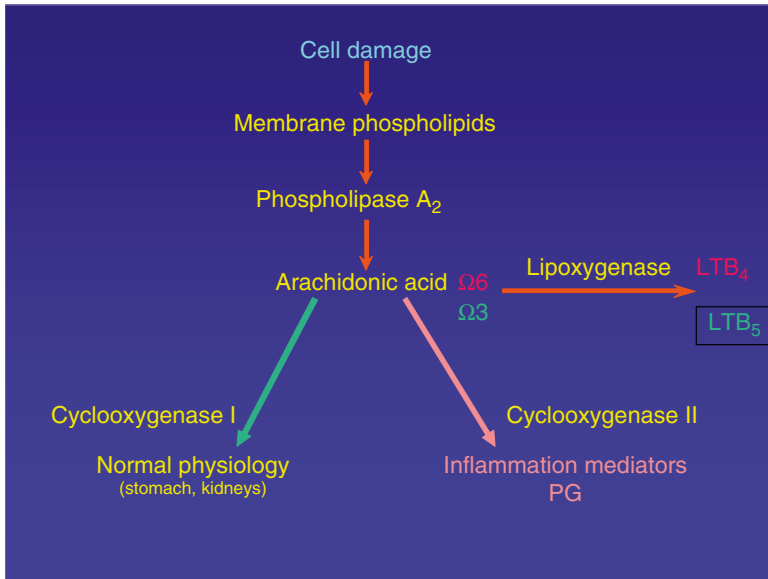 Cell damage
Membrane phospholipids
Phospholipase A₂
Arachidonic acid Ω6
Ω3
Lipoxygenase LTB₄
LTB₅
Cyclooxygenase I
Cyclooxygenase II
Normal physiology
(stomach, kidneys)
Inflammation mediators
PG